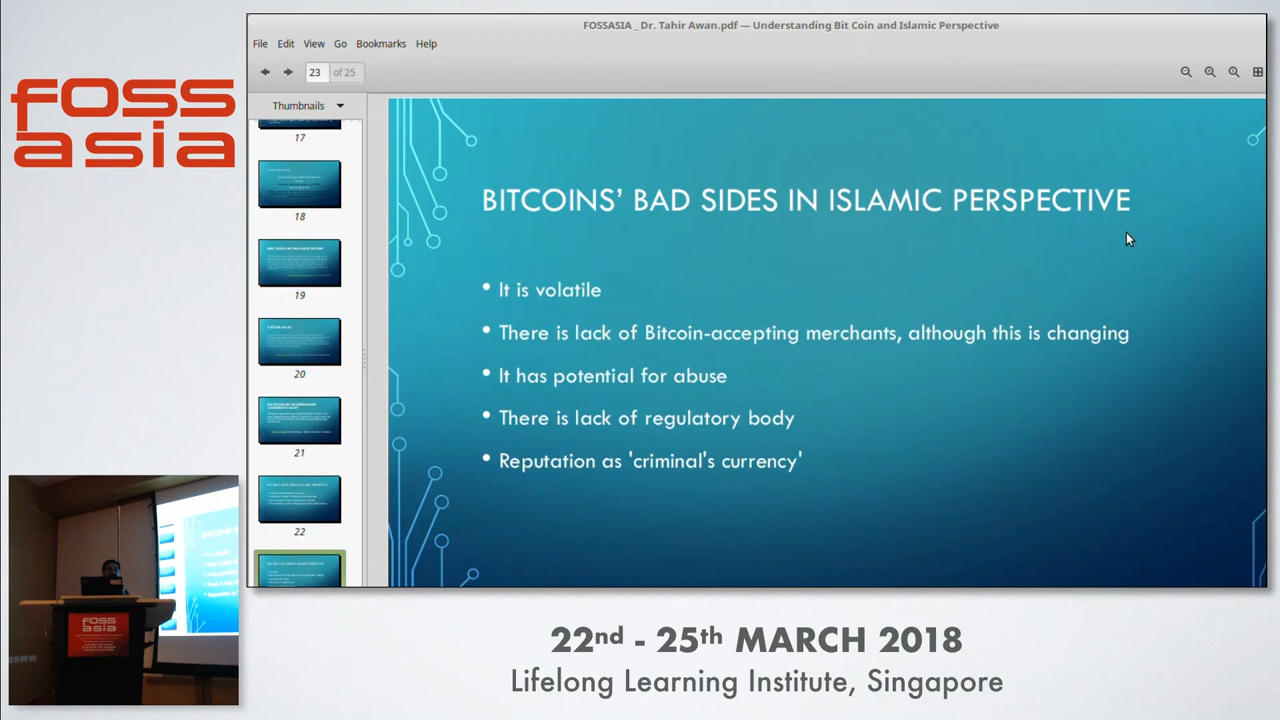 FOSSASIA _ Dr. Tahir Awan.pdf — Understanding Bit Coin and Islamic Perspective
File Edit View Go Bookmarks Help
23 of 25
Thumbnails
17
18
19
20
21
22
foss
asia
BITCOINS’ BAD SIDES IN ISLAMIC PERSPECTIVE
• It is volatile
• There is lack of Bitcoin-accepting merchants, although this is changing
• It has potential for abuse
• There is lack of regulatory body
• Reputation as 'criminal's currency'
foss
asia
22nd - 25th MARCH 2018
Lifelong Learning Institute, Singapore